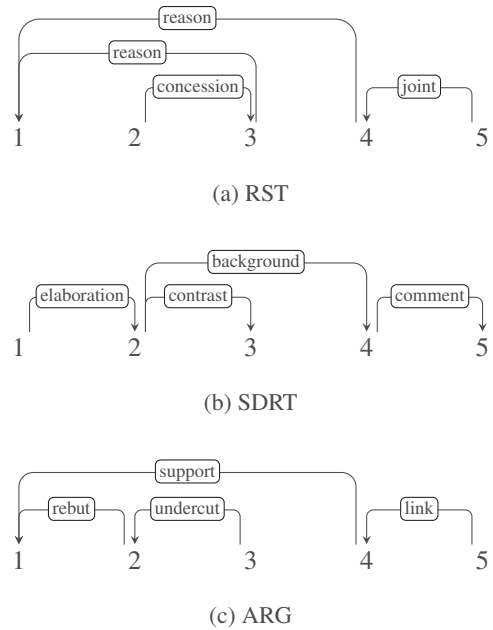 reason
reason
concession
joint
1 2 3 4 5
(a) RST
background
elaboration contrast comment
1 2 3 4 5
(b) SDRT
support
rebut undercut link
1 2 3 4 5
(c) ARG